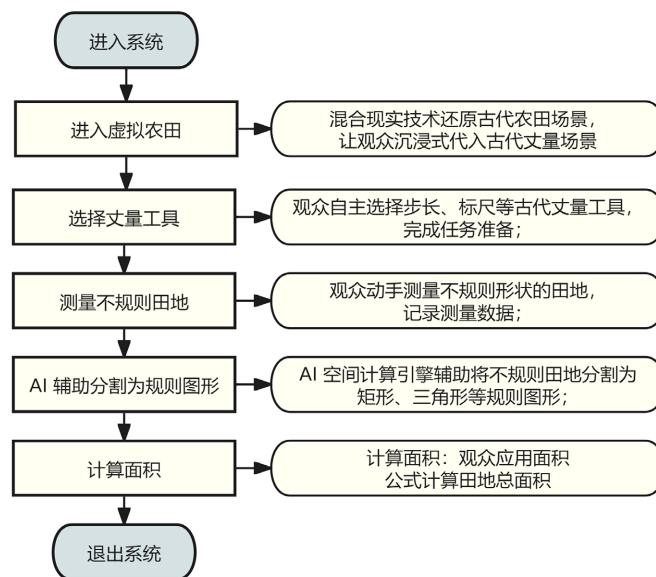 进入系统
进入虚拟农田
混合现实技术还原古代农田场景，
让观众沉浸式代入古代丈量场景
选择丈量工具
观众自主选择步长、标尺等古代丈量工具，
完成任务准备；
测量不规则田地
观众动手测量不规则形状的田地，
记录测量数据；
AI 辅助分割为规则图形
AI 空间计算引擎辅助将不规则田地分割为
矩形、三角形等规则图形；
计算面积
计算面积：观众应用面积
公式计算田地总面积
退出系统